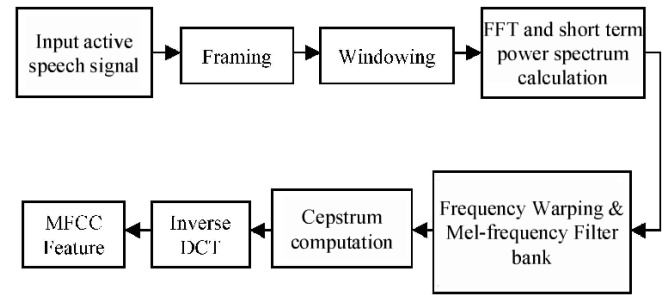 Input active
speech signal
Framing
Windowing
FFT and short term
power spectrum
calculation
Frequency Warping &
Mel-frequency Filter
bank
Cepstrum
computation
Inverse
DCT
MFCC
Feature